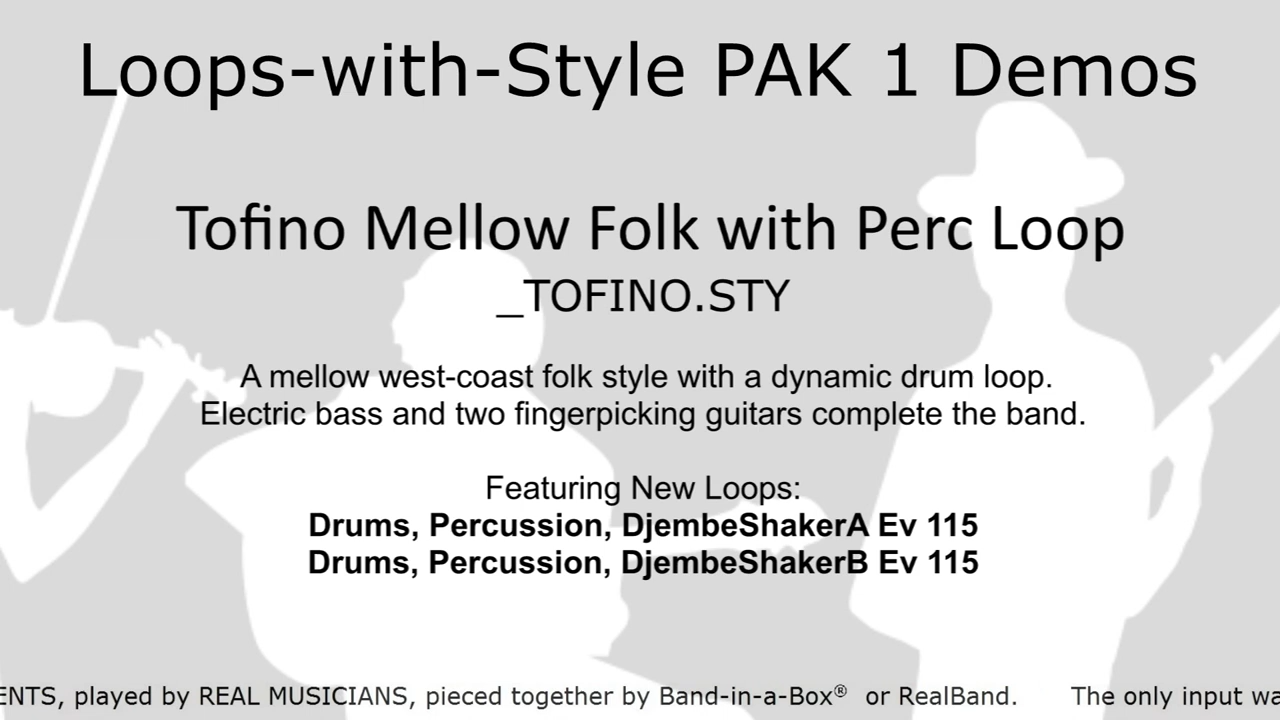 Loops-with-Style PAK 1 Demos
Tofino Mellow Folk with Perc Loop
_TOFINO.STY
A mellow west-coast folk style with a dynamic drum loop.
Electric bass and two fingerpicking guitars complete the band.
Featuring New Loops:
Drums, Percussion, DjembeShakerA Ev 115
Drums, Percussion, DjembeShakerB Ev 115
ENTS, played by REAL MUSICIANS, pieced together by Band-in-a-Box® or RealBand. The only input wa